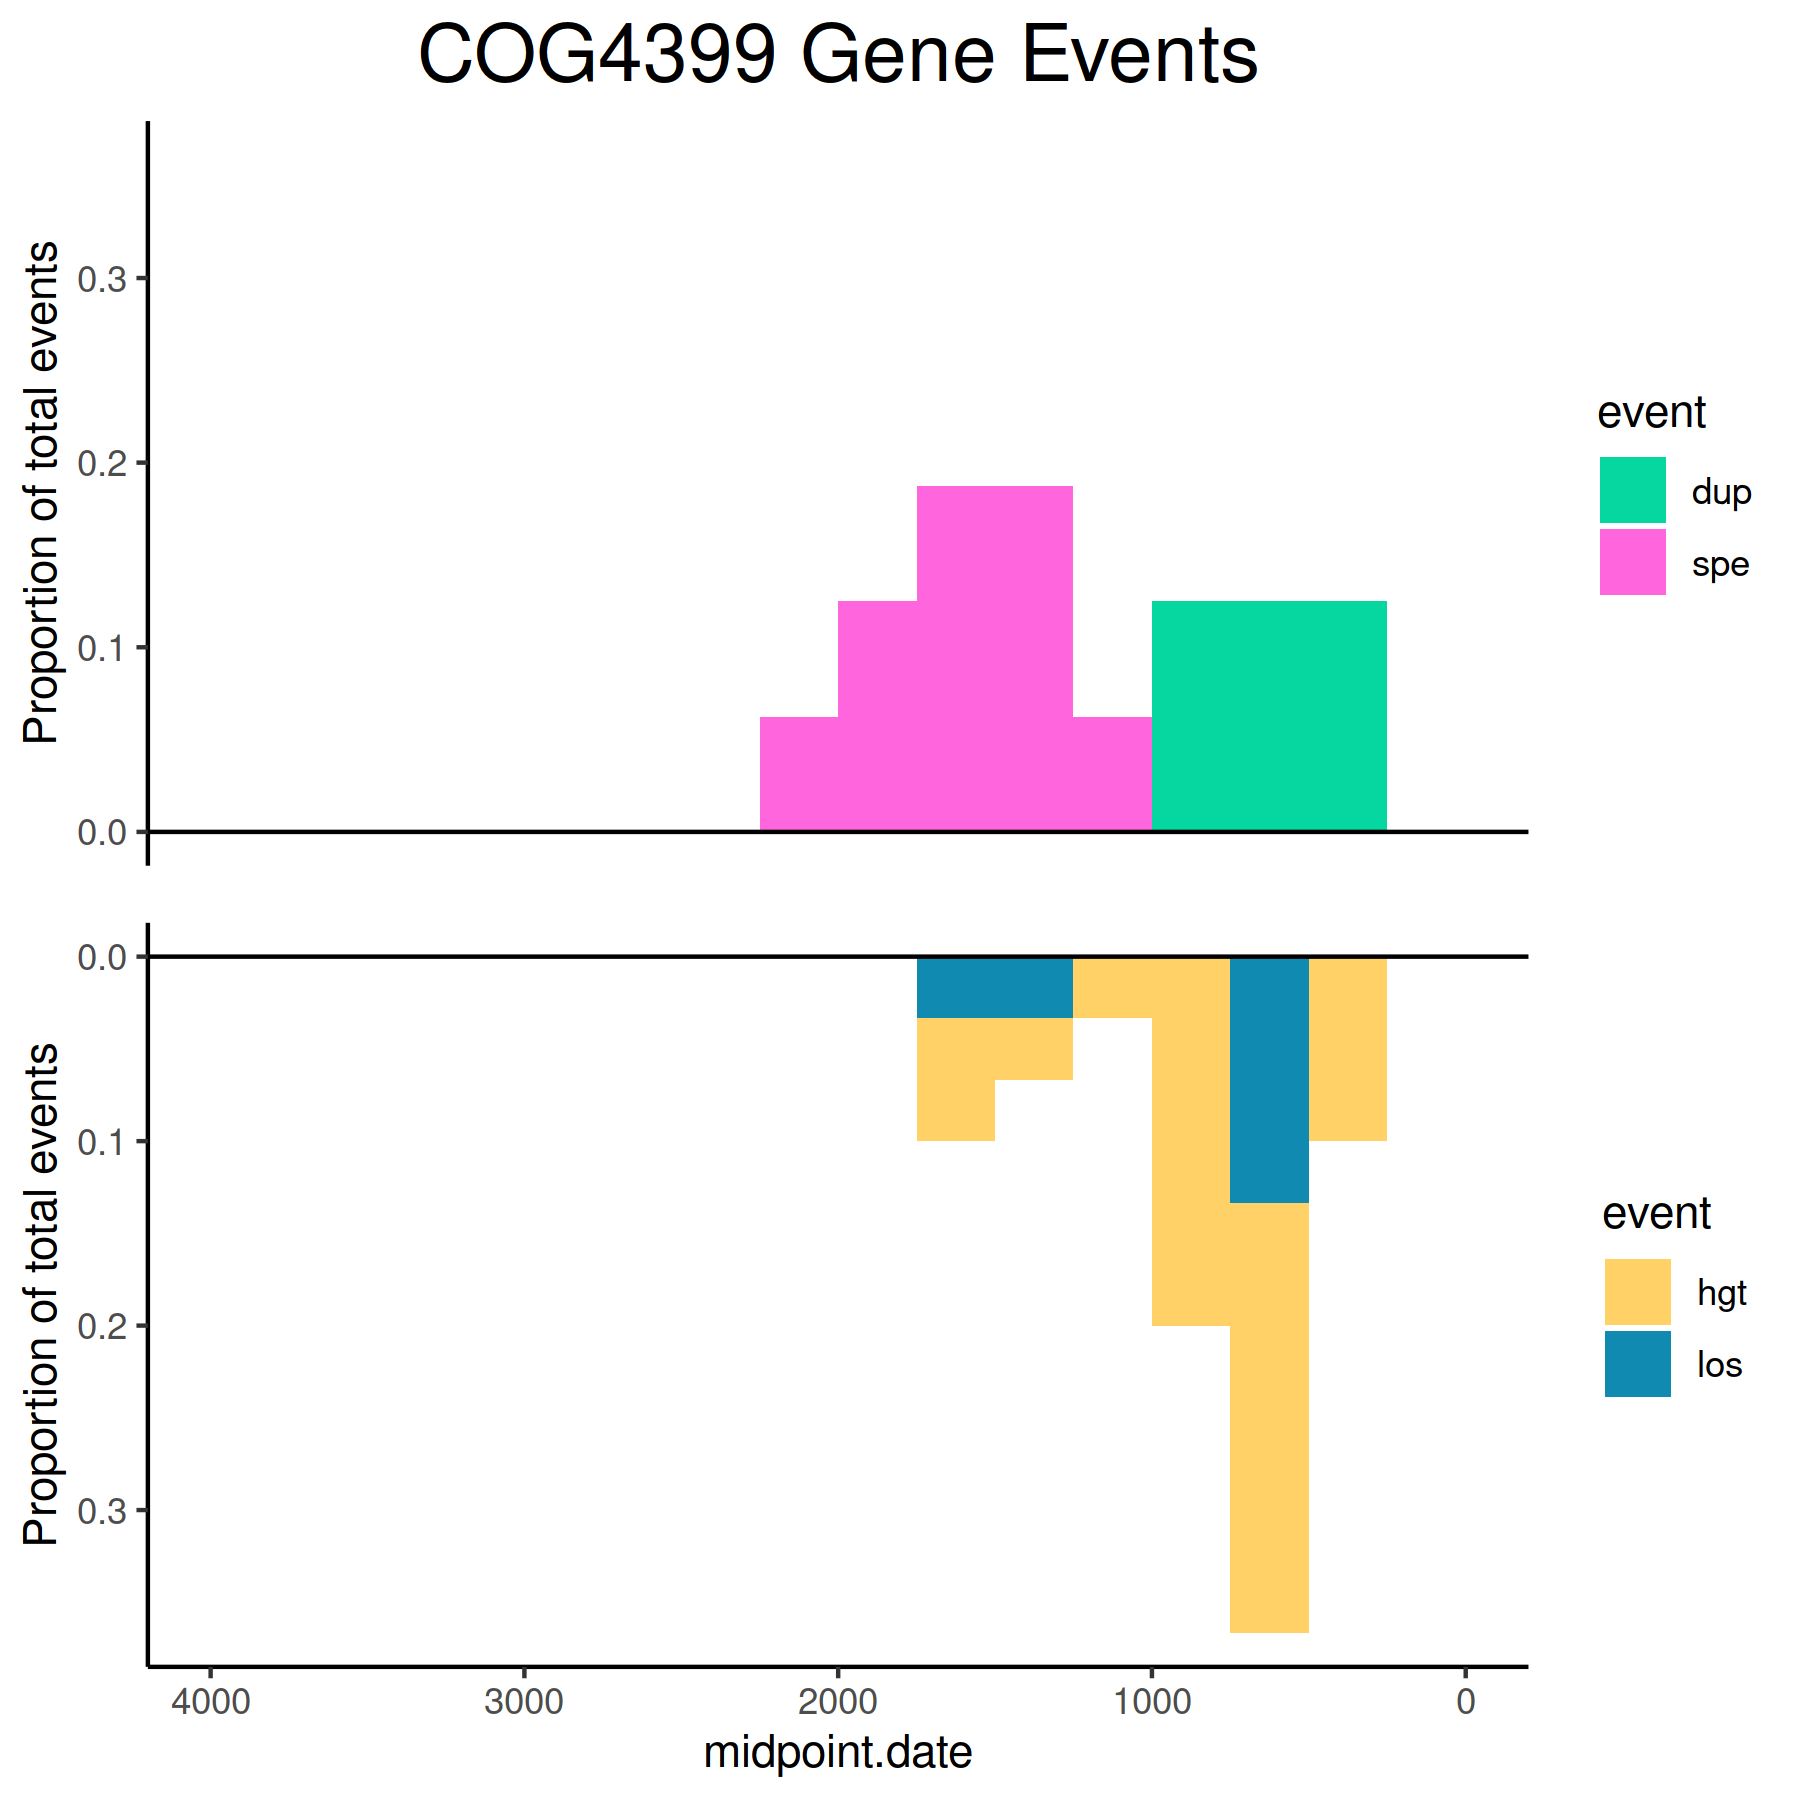 COG4399 Gene Events
Proportion of total events
0.3
0.2
0.1
0.0
event
dup
spe
Proportion of total events
0.0
0.1
0.2
0.3
event
hgt
los
4000 3000 2000 1000 0
midpoint.date